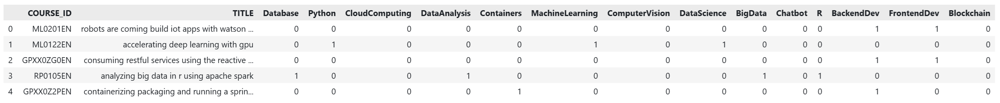 COURSE_ID TITLE Database Python CloudComputing DataAnalysis Containers MachineLearning ComputerVision DataScience BigData Chatbot R BackendDev FrontendDev Blockchain
0 ML0201EN robots are coming build iot apps with watson ... 0 0 0 0 0 0 0 0 0 0 0 1 1 0
1 ML0122EN accelerating deep learning with gpu 0 1 0 0 0 1 0 1 0 0 0 0 0 0
2 GPXX0ZG0EN consuming restful services using the reactive ... 0 0 0 0 0 0 0 0 0 0 0 1 1 0
3 RP0105EN analyzing big data in r using apache spark 1 0 0 1 0 0 0 0 1 0 1 0 0 0
4 GPXX0Z2PEN containerizing packaging and running a sprin... 0 0 0 0 1 0 0 0 0 0 0 1 0 0